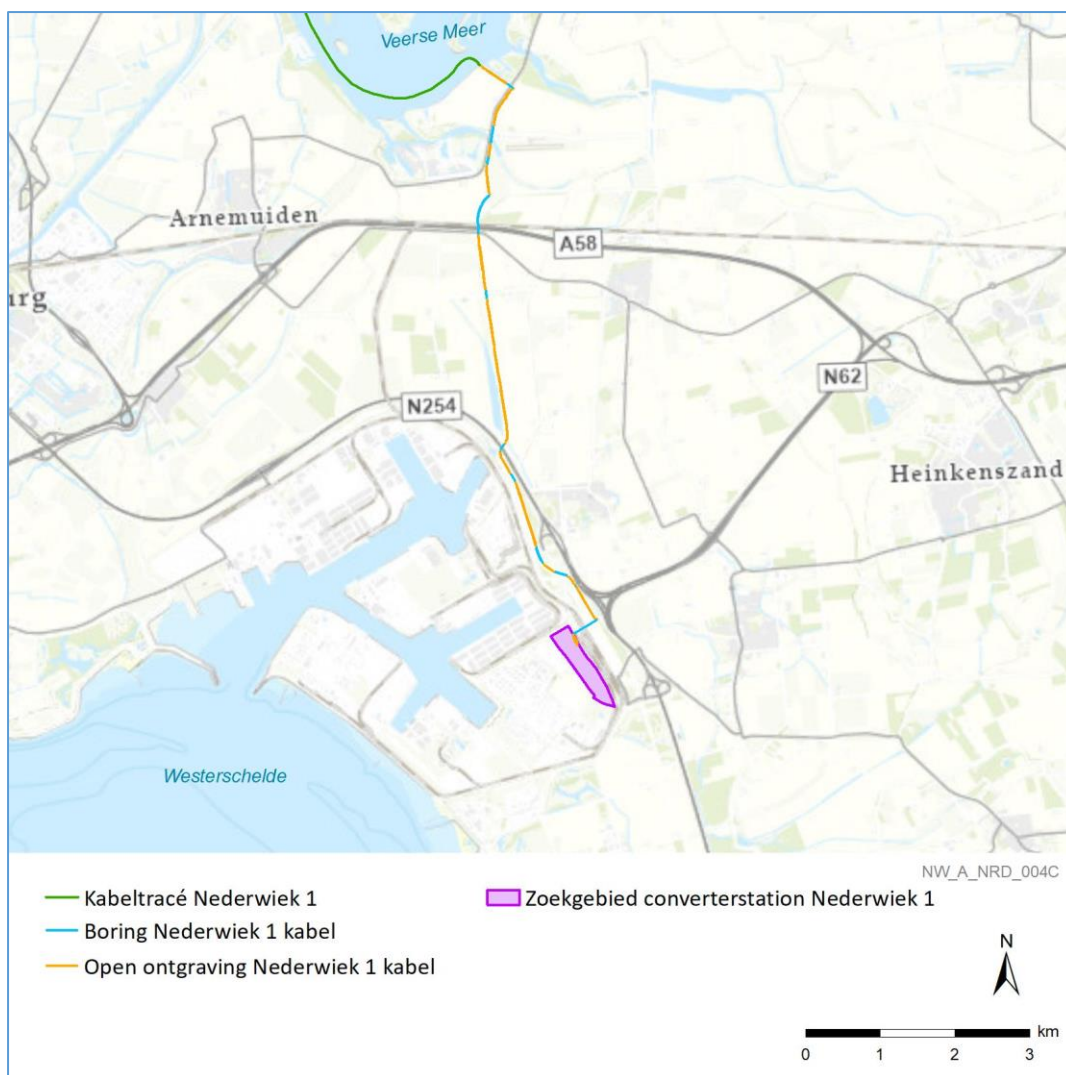 Veerse Meer
Arnemuiden
A58
urg
N62
N254
Heinkenszand
Westerschelde
NW_A_NRD_004C
Kabeltracé Nederwiek 1
Zoekgebied converterstation Nederwiek 1
Boring Nederwiek 1 kabel
Open ontgraving Nederwiek 1 kabel
N
km
0 1 2 3